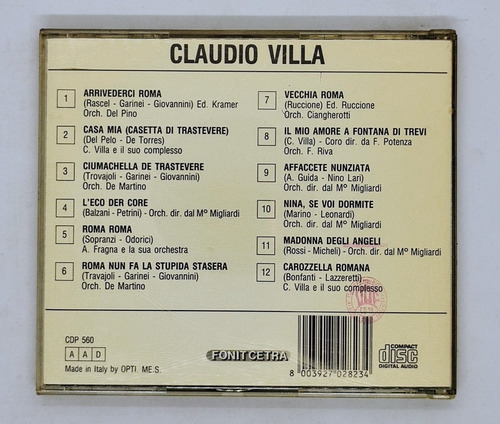 CLAUDIO VILLA
1 ARRIVEDERCI ROMA
(Rascel - Garinei - Giovannini) Ed. Kramer
Orch. Del Pino
2 CASA MIA (CASETTA DI TRASTEVERE)
(Del Pelo - De Torres)
C. Villa e il suo complesso
3 CIUMACHELLA DE TRASTEVERE
(Trovajoli - Garinei - Giovannini)
Orch. De Martino
4 L'ECO DER CORE
(Balzani - Petrini) - Orch. dir. dal Mº Migliardi
5 ROMA ROMA
(Sopranzi - Odorici)
A. Fragna e la sua orchestra
6 ROMA NUN FA LA STUPIDA STASERA
(Travajoli - Garinei - Giovannini)
Orch. De Martino
7 VECCHIA ROMA
(Ruccione) Ed. Ruccione
Orch. Ciangherotti
8 IL MIO AMORE A FONTANA DI TREVI
(C. Villa) - Coro dir. da F. Potenza
Orch. F. Riva
9 AFFACCETE NUNZIATA
(A. Guida - Nino Lari)
Orch. dir. dal Mº Migliardi
10 NINA, SE VOI DORMITE
(Marino - Leonardi)
Orch. dir. dal Mº Migliardi
11 MADONNA DEGLI ANGELI
(Rossi - Micheli) - Orch. dir. dal Mº Migliardi
12 CAROZZELLA ROMANA
(Bonfanti - Lazzeretti)
C. Villa e il suo complesso
CDP 560
A A D
Made in Italy by OPTI. ME.S.
FONIT CETRA
8 003927 028234
COMPACT
disc
DIGITAL AUDIO